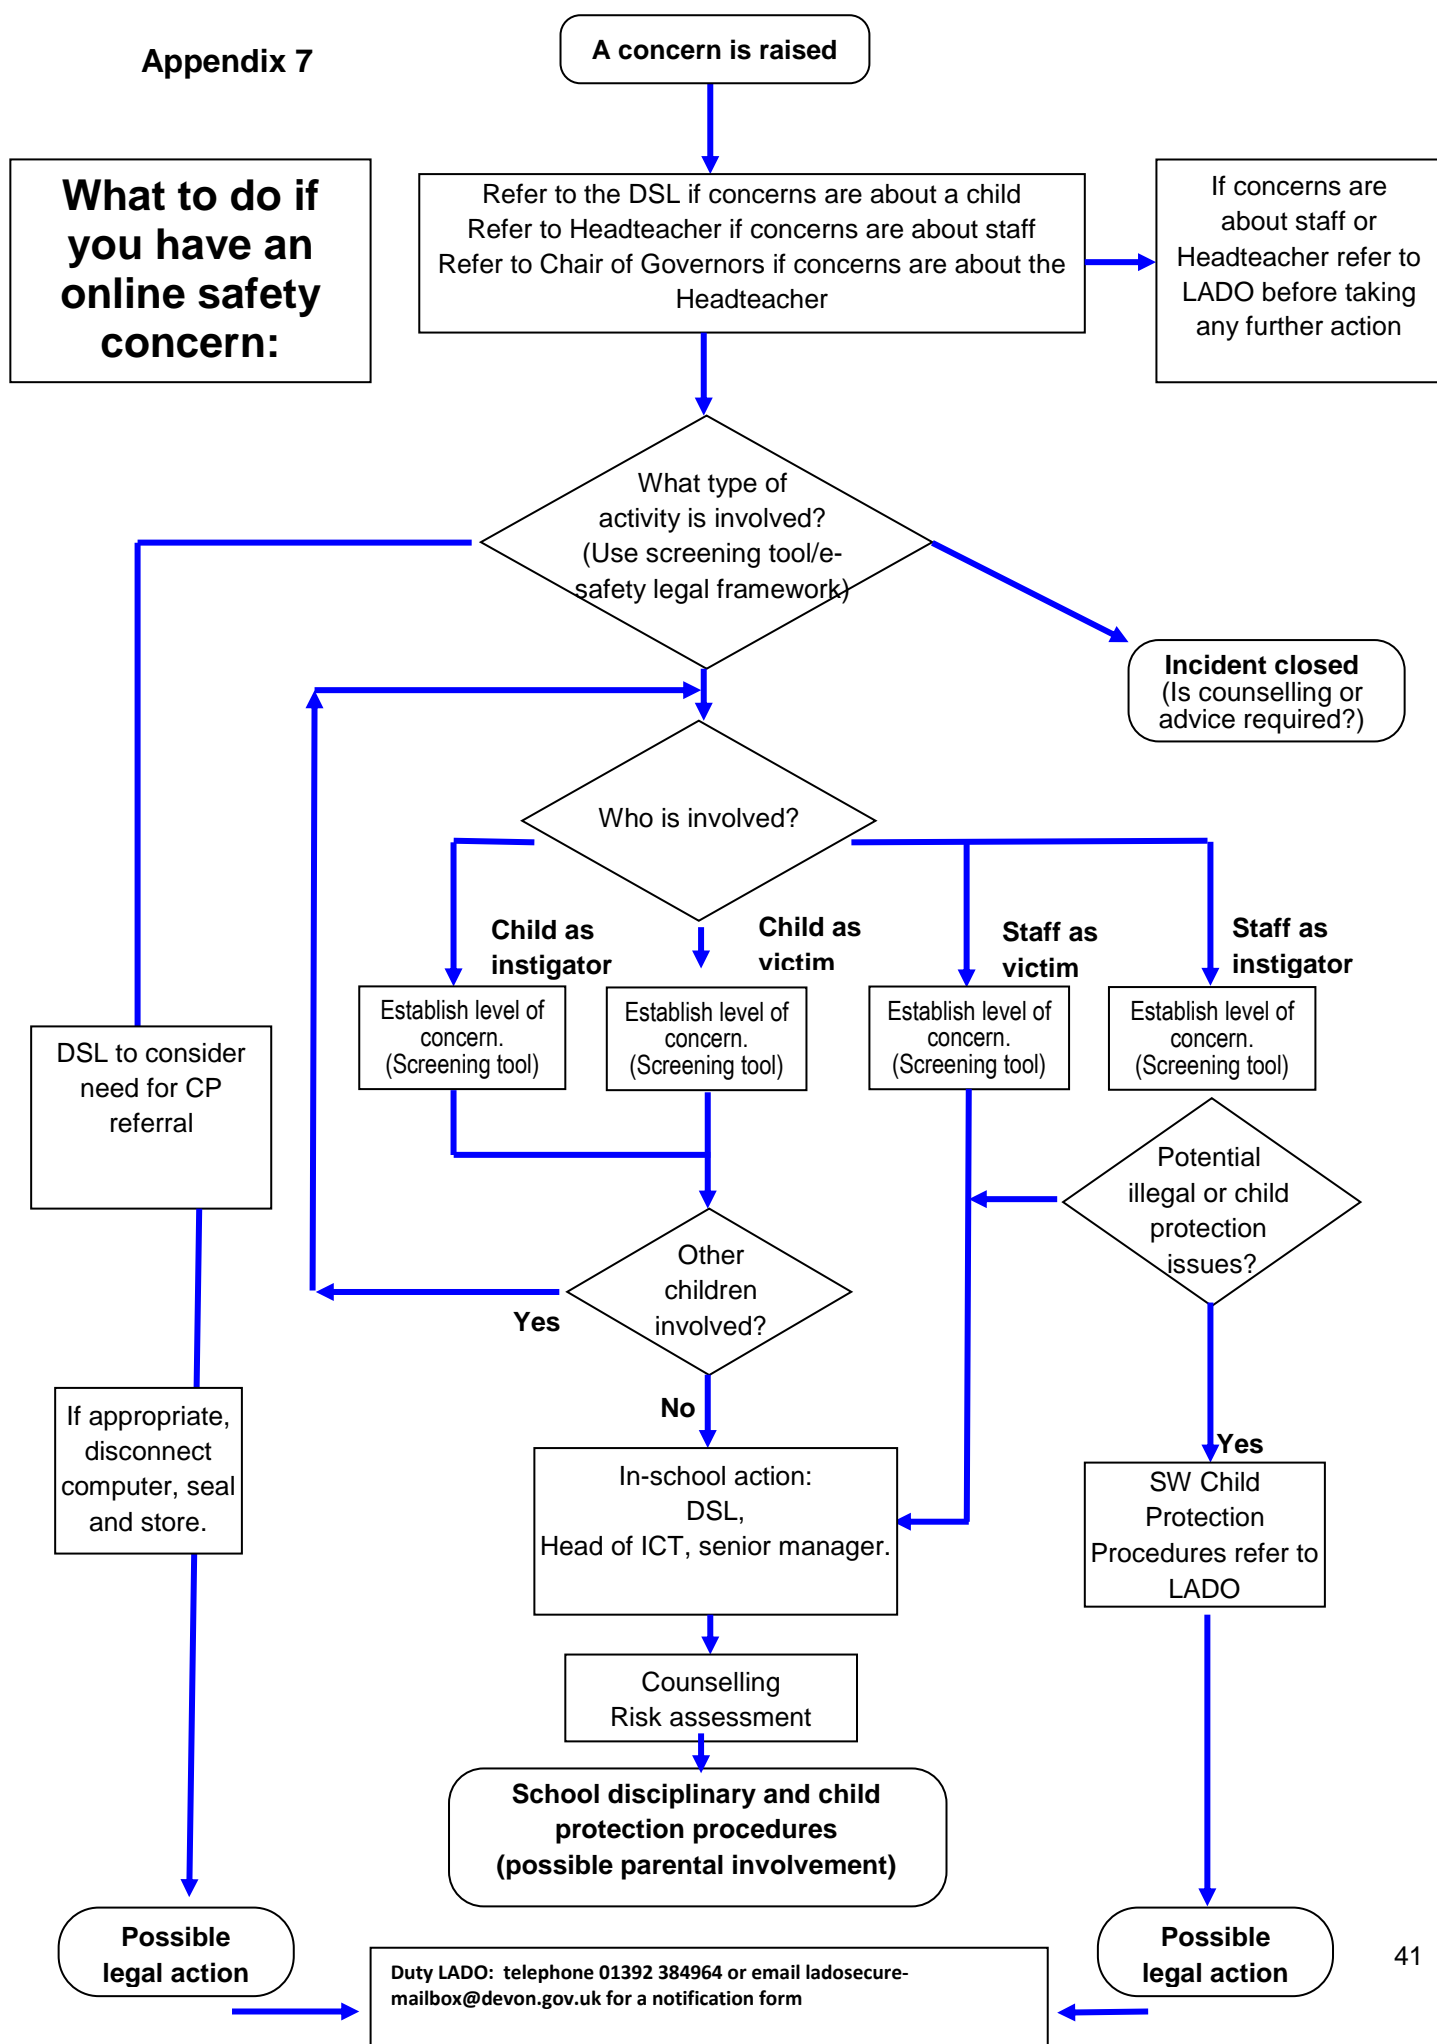 Appendix 7
A concern is raised
What to do if
you have an
online safety
concern:
Refer to the DSL if concerns are about a child
Refer to Headteacher if concerns are about staff
Refer to Chair of Governors if concerns are about the
Headteacher
If concerns are
about staff or
Headteacher refer to
LADO before taking
any further action
What type of
activity is involved?
(Use screening tool/e-
safety legal framework)
Incident closed
(Is counselling or
advice required?)
Who is involved?
Child as
instigator
Child as
victim
Staff as
victim
Staff as
instigator
Establish level of
concern.
(Screening tool)
Establish level of
concern.
(Screening tool)
Establish level of
concern.
(Screening tool)
Establish level of
concern.
(Screening tool)
DSL to consider
need for CP
referral
Potential
illegal or child
protection
issues?
Other
children
involved?
Yes
No
If appropriate,
disconnect
computer, seal
and store.
Yes
In-school action:
DSL,
Head of ICT, senior manager.
SW Child
Protection
Procedures refer to
LADO
Counselling
Risk assessment
School disciplinary and child
protection procedures
(possible parental involvement)
Possible
legal action
Possible
legal action
Duty LADO: telephone 01392 384964 or email ladosecure-
mailbox@devon.gov.uk for a notification form
41